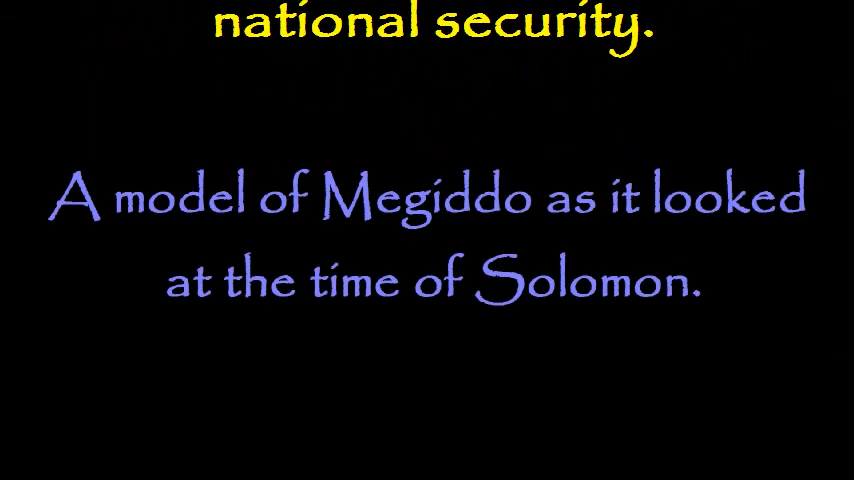 national security.
A model of Megiddo as it looked
at the time of Solomon.